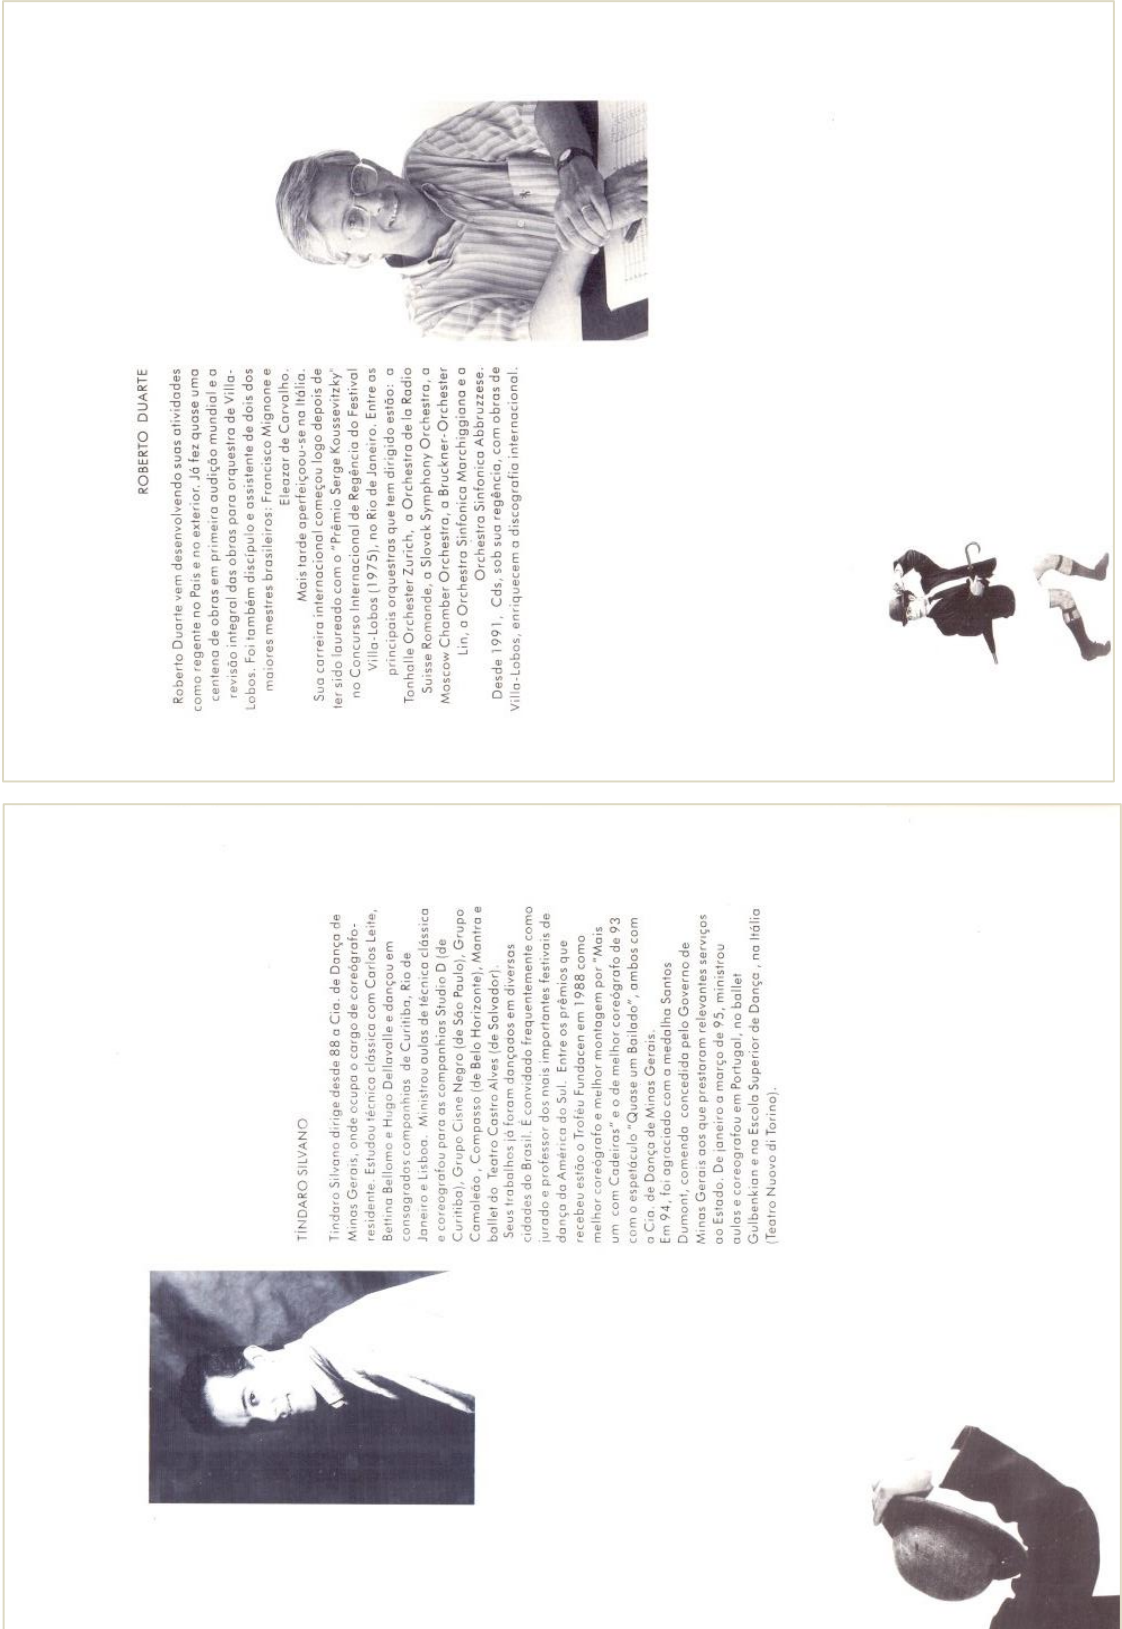 ROBERTO DUARTE
Roberto Duarte vem desenvolvendo suas atividades
como regente no País e no exterior. Já fez quase uma
centena de obras em primeira audição mundial e a
revisão integral das obras para orquestra de Villa-
Lobos. Foi também discípulo e assistente de dois dos
maiores mestres brasileiros: Francisco Mignone e
Eleazar de Carvalho.
Mais tarde aperfeiçoou-se na Itália.
Sua carreira internacional começou logo depois de
ter sido laureado com o "Prêmio Serge Koussevitzky"
no Concurso Internacional de Regência do Festival
Villa-Lobos (1975), no Rio de Janeiro. Entre as
principais orquestras que tem dirigido estão: a
Tonhalle Orchester Zurich, a Orchestra de la Radio
Suisse Romande, a Slovak Symphony Orchestra, a
Moscow Chamber Orchestra, a Bruckner-Orchester
Lin, a Orchestra Sinfonica Marchiggiana e a
Orchestra Sinfonica Abbruzzese.
Desde 1991, Cds, sob sua regência, com obras de
Villa-Lobos, enriquecem a discografia internacional.
TÍNDARO SILVANO
Tíndaro Silvano dirige desde 88 a Cia. de Dança de
Minas Gerais, onde ocupa o cargo de coreógrafo-
residente. Estudou técnica clássica com Carlos Leite,
Bettina Bellomo e Hugo Dellavalle e dançou em
consagradas companhias de Curitiba, Rio de
Janeiro e Lisboa. Ministrou aulas de técnica clássica
e coreografou para as companhias Studio D (de
Curitiba), Grupo Cisne Negro (de São Paulo), Grupo
Camaleão, Compasso (de Belo Horizonte), Mantra e
ballet do Teatro Castro Alves (de Salvador).
Seus trabalhos já foram dançados em diversas
cidades do Brasil. É convidado frequentemente como
jurado e professor dos mais importantes festivais de
dança da América do Sul. Entre os prêmios que
recebeu estão o Troféu Fundacen em 1988 como
melhor coreógrafo e melhor montagem por "Mais
um com Cadeiras" e o de melhor coreógrafo de 93
com o espetáculo "Quase um Bailado", ambos com
a Cia. de Dança de Minas Gerais.
Em 94, foi agraciado com a medalha Santos
Dumont, comenda concedida pelo Governo de
Minas Gerais aos que prestaram relevantes serviços
ao Estado. De janeiro a março de 95, ministrou
aulas e coreografou em Portugal, no ballet
Gulbenkian e na Escola Superior de Dança , na Itália
(Teatro Nuovo di Torino).